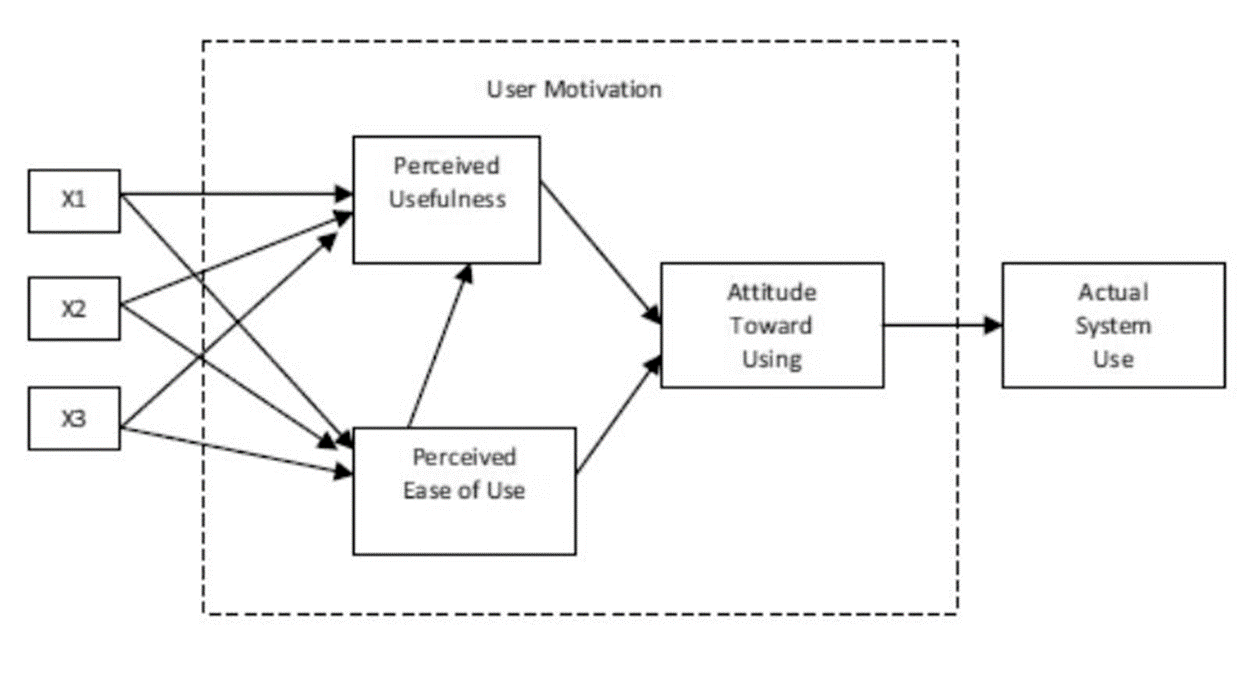 User Motivation
X1
X2
X3
Perceived
Usefulness
Perceived
Ease of Use
Attitude
Toward
Using
Actual
System
Use